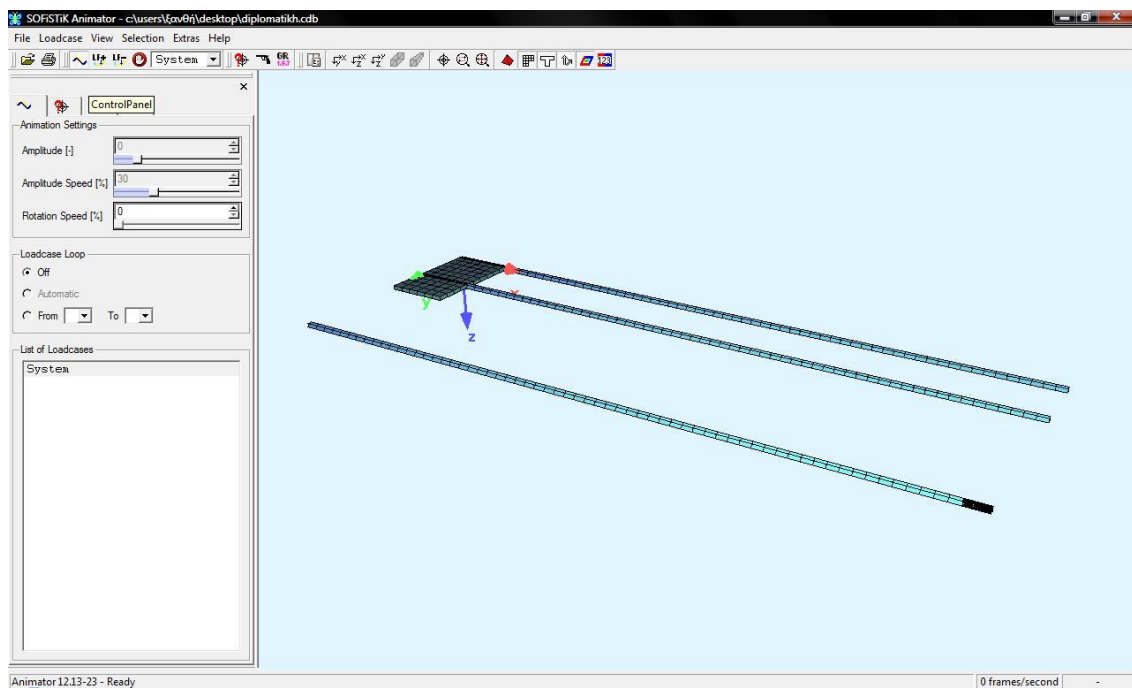 SOFiSTiK Animator - c:\users\ξανθή\desktop\diplomatikh.cdb
File Loadcase View Selection Extras Help
System
ControlPanel
Animation Settings
Amplitude [-] 0
Amplitude Speed [%] 30
Rotation Speed [%] 0
Loadcase Loop
Off
Automatic
From To
List of Loadcases
System
x
y
z
Animator 12.13-23 - Ready 0 frames/second -